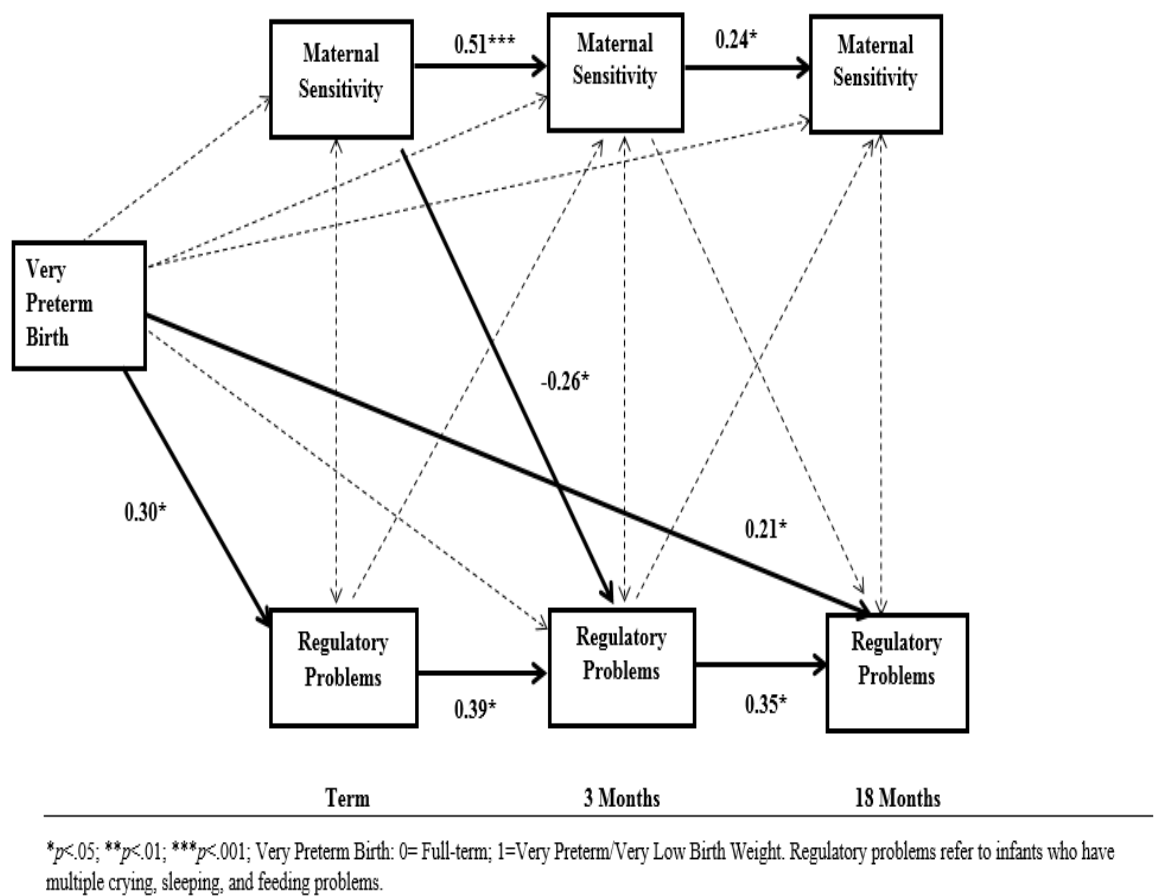 0.51***
0.24*
Maternal
Sensitivity
Maternal
Sensitivity
Maternal
Sensitivity
Very
Preterm
Birth
-0.26*
0.30*
0.21*
Regulatory
Problems
Regulatory
Problems
Regulatory
Problems
0.39*
0.35*
Term
3 Months
18 Months
*p<.05; **p<.01; ***p<.001; Very Preterm Birth: 0= Full-term; 1=Very Preterm/Very Low Birth Weight. Regulatory problems refer to infants who have
multiple crying, sleeping, and feeding problems.